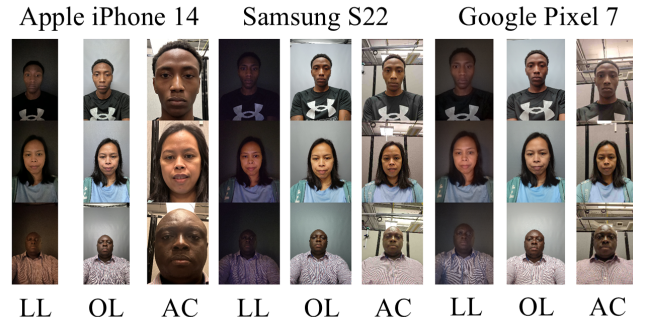 Apple iPhone 14 Samsung S22 Google Pixel 7
LL OL AC LL OL AC LL OL AC